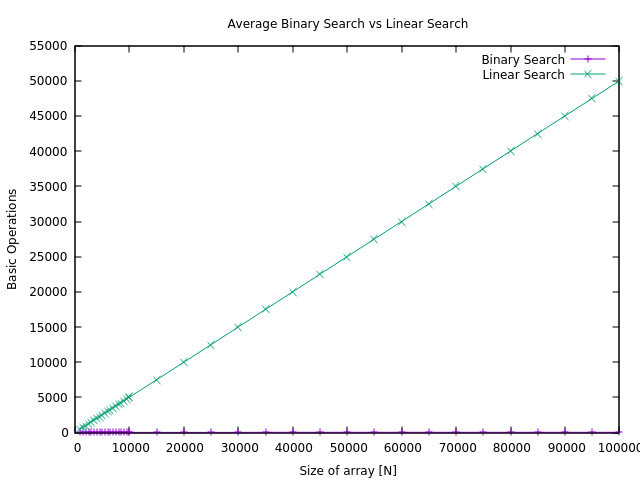 Average Binary Search vs Linear Search
55000
50000
45000
40000
35000
30000
25000
20000
15000
10000
5000
0
Binary Search
Linear Search
Basic Operations
0 10000 20000 30000 40000 50000 60000 70000 80000 90000 100000
Size of array [N]